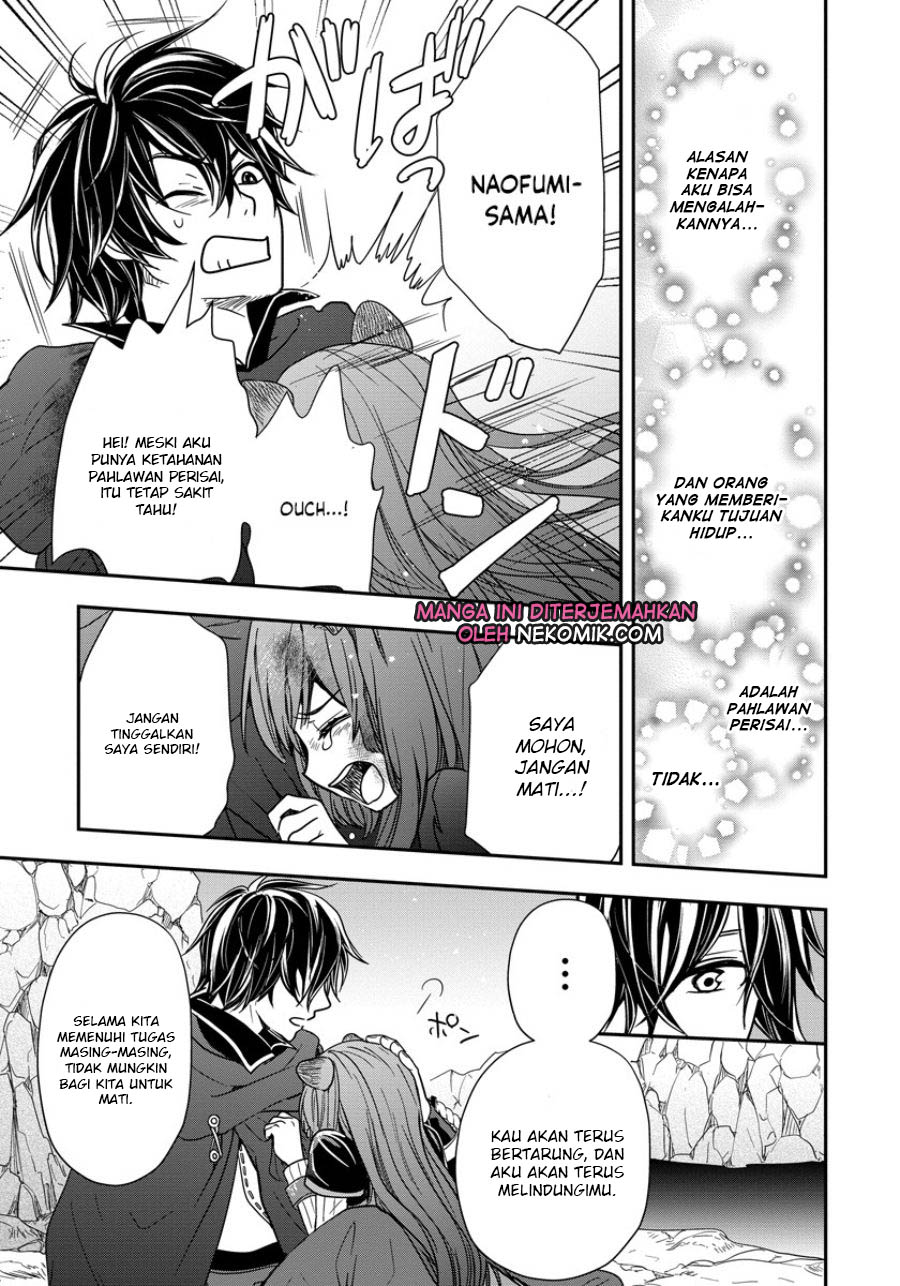 ALASAN
KENAPA
AKU BISA
MENGALAH-
KANNYA...
DAN ORANG
YANG MEMBERI-
KANKU TUJUAN
HIDUP...
ADALAH
PAHLAWAN
PERISAI...
TIDAK...
NAOFUMI-
SAMA!
がばっ
ガッ
OUCH...!
HEI! MESKI AKU
PUNYA KETAHANAN
PAHLAWAN PERISAI,
ITU TETAP SAKIT
TAHU!
MANGA INI DITERJEMAHKAN
OLEH NEKOMIK.COM
SAYA
MOHON,
JANGAN
MATI...!
JANGAN
TINGGALKAN
SAYA SENDIRI!
...
KAU AKAN TERUS
BERTARUNG, DAN
AKU AKAN TERUS
MELINDUNGIMU.
ポン
SELAMA KITA
MEMENUHI TUGAS
MASING-MASING,
TIDAK MUNGKIN
BAGI KITA UNTUK
MATI.